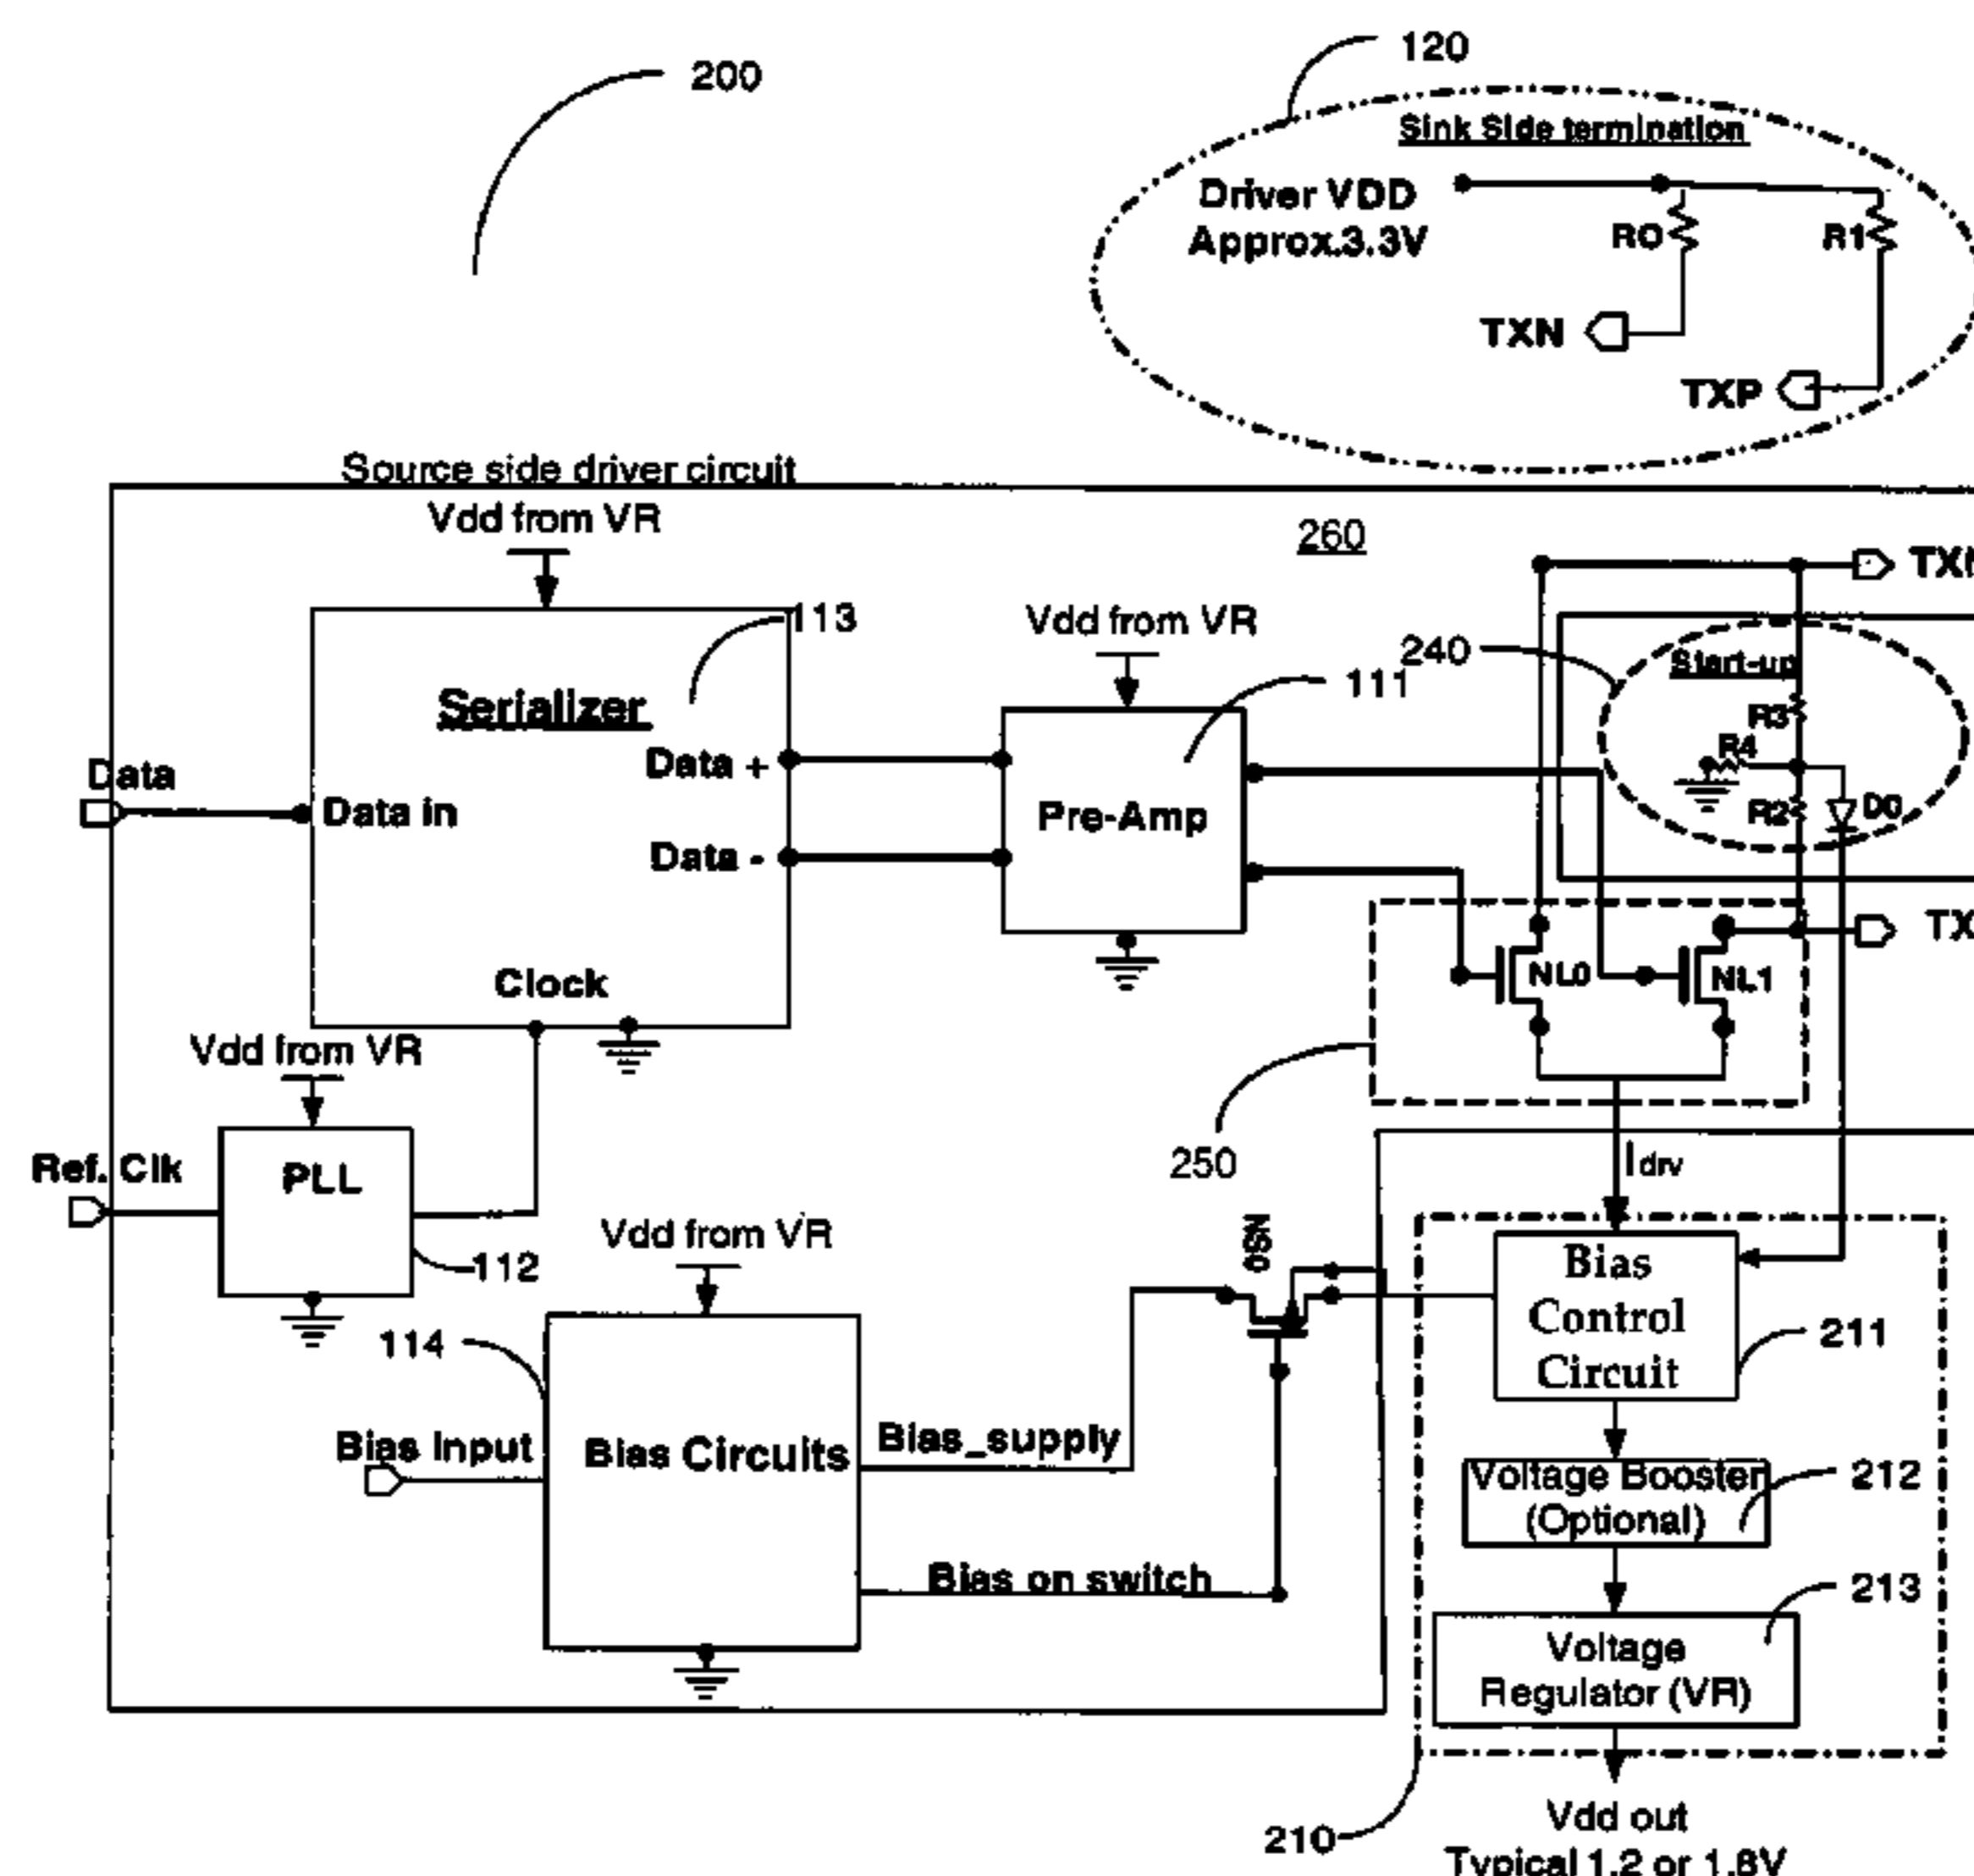 200
120
Sink Side termination
Driver VDD
Approx.3.3V
R0
R1
TXN
TXP
Source side driver circuit
Vdd from VR
260
TXN
113
Vdd from VR
240
Start-up
111
Serializer
R3
R4
Data
Data +
Data in
Pre-Amp
R2
D0
Data -
TX
NL0
NL1
Clock
Vdd from VR
250
Idrv
Ref. Clk
PLL
Vdd from VR
NS0
112
Bias
Control
Circuit
211
114
Bias Input
Bias Circuits
Bias_supply
Voltage Booster
(Optional)
212
Bias on switch
213
Voltage
Regulator (VR)
210
Vdd out
Typical 1.2 or 1.8V